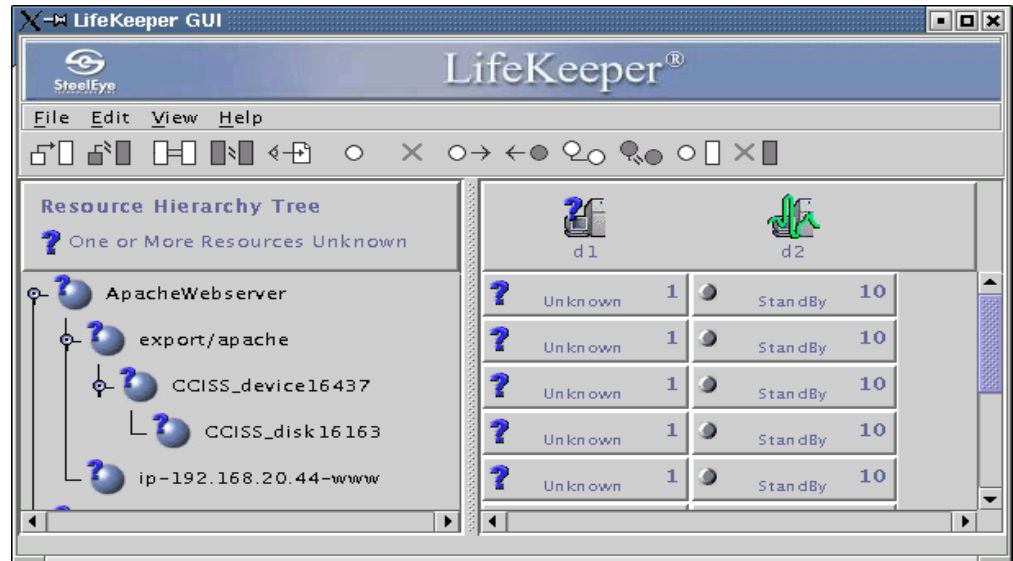 LifeKeeper GUI
SteelEye
LifeKeeper®
File Edit View Help
Resource Hierarchy Tree
? One or More Resources Unknown
d1 d2
ApacheWebserver
Unknown 1 StandBy 10
export/apache
Unknown 1 StandBy 10
CCISS_device16437
Unknown 1 StandBy 10
CCISS_disk16163
Unknown 1 StandBy 10
ip-192.168.20.44-www
Unknown 1 StandBy 10